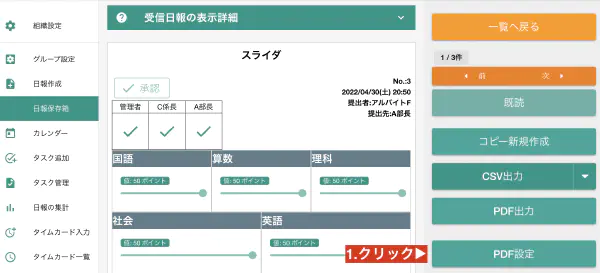 組織設定
グループ設定
日報作成
日報保存箱
カレンダー
タスク追加
タスク管理
日報の集計
タイムカード入力
タイムカード一覧
受信日報の表示詳細
スライダ
承認
No.:3
2022/04/30(土) 20:50
提出者:アルバイトF
提出先:A部長
管理者 C係長 A部長
国語 算数 理科
値: 50 ポイント 値: 50 ポイント 値: 50 ポイント
社会 英語
値: 50 ポイント 値: 50 ポイント
一覧へ戻る
1 / 3件
前 次
既読
コピー新規作成
CSV出力
PDF出力
1.クリック▶
PDF設定